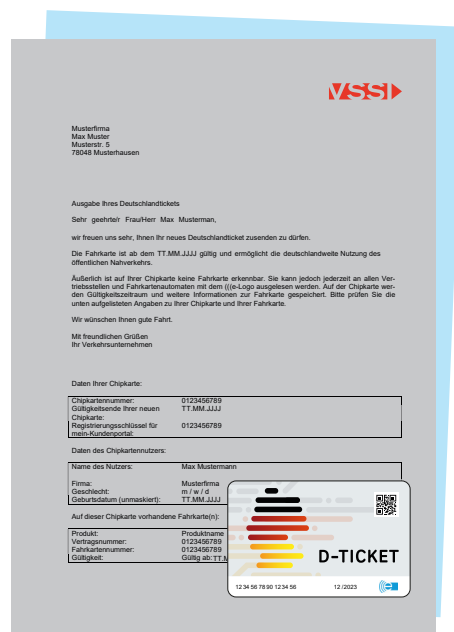 VSSI
Musterfirma
Max Muster
Musterstr. 5
78048 Musterhausen
Ausgabe Ihres Deutschlandtickets
Sehr geehrte/r Frau/Herr Max Musterman,
wir freuen uns sehr, Ihnen Ihr neues Deutschlandticket zusenden zu dürfen.
Die Fahrkarte ist ab dem TT.MM.JJJJ gültig und ermöglicht die deutschlandweite Nutzung des
öffentlichen Nahverkehrs.
Äußerlich ist auf Ihrer Chipkarte keine Fahrkarte erkennbar. Sie kann jedoch jederzeit an allen Ver-
triebsstellen und Fahrkartenautomaten mit dem (((e-Logo ausgelesen werden. Auf der Chipkarte wer-
den Gültigkeitszeitraum und weitere Informationen zur Fahrkarte gespeichert. Bitte prüfen Sie die
unten aufgelisteten Angaben zu Ihrer Chipkarte und Ihrer Fahrkarte.
Wir wünschen Ihnen gute Fahrt.
Mit freundlichen Grüßen
Ihr Verkehrsunternehmen
Daten Ihrer Chipkarte:
Chipkartennummer: 0123456789
Gültigkeitsende Ihrer neuen TT.MM.JJJJ
Chipkarte:
Registrierungsschlüssel für 0123456789
mein-Kundenportal:
Daten des Chipkartennutzers:
Name des Nutzers: Max Mustermann
Firma: Musterfirma
Geschlecht: m / w / d
Geburtsdatum (unmaskiert): TT.MM.JJJJ
Auf dieser Chipkarte vorhandene Fahrkarte(n):
Produkt: Produktname
Vertragsnummer: 0123456789
Fahrkartennummer: 0123456789
Gültigkeit: Gültig ab: TT.M
D-TICKET
12 34 56 78 90 12 34 56 12 /2023